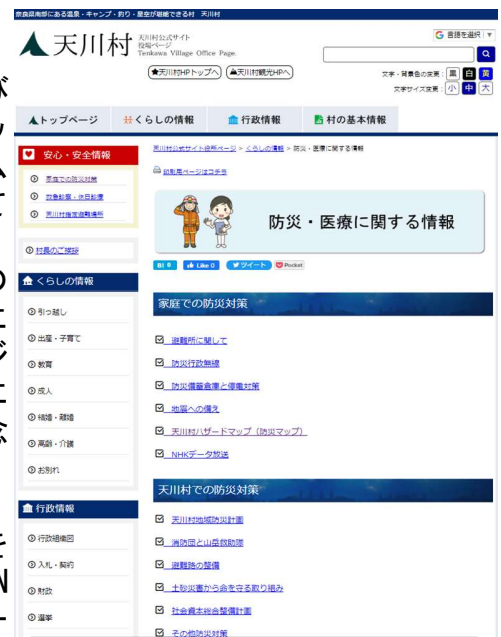 奈良県南部にある温泉・キャンプ・釣り・星空が堪能できる村　天川村
天川村
天川村公式サイト
役場ページ
Tenkawa Village Office Page.
★天川村HPトップへ
▲天川村観光HPへ
言語を選択 ▼
文字・背景色の変更: 黒 白 黄
文字サイズ変更: 小 中 大
トップページ
くらしの情報
行政情報
村の基本情報
安心・安全情報
家庭での防災対策
救急診療・休日診療
天川村指定避難場所
村長のご挨拶
くらしの情報
引っ越し
出産・子育て
教育
成人
結婚・離婚
高齢・介護
お別れ
行政情報
行政組織図
入札・契約
財政
選挙
天川村公式サイト役場ページ > くらしの情報 > 防災・医療に関する情報
印刷用ページはコチラ
防災・医療に関する情報
B! 0
Like 0
ツイート
Pocket
家庭での防災対策
避難所に関して
防災行政無線
防災備蓄倉庫と停電対策
地震への備え
天川村ハザードマップ（防災マップ）
NHKデータ放送
天川村での防災対策
天川村地域防災計画
消防団と山岳救助隊
避難路の整備
土砂災害から命を守る取り組み
社会資本総合整備計画
その他防災対策